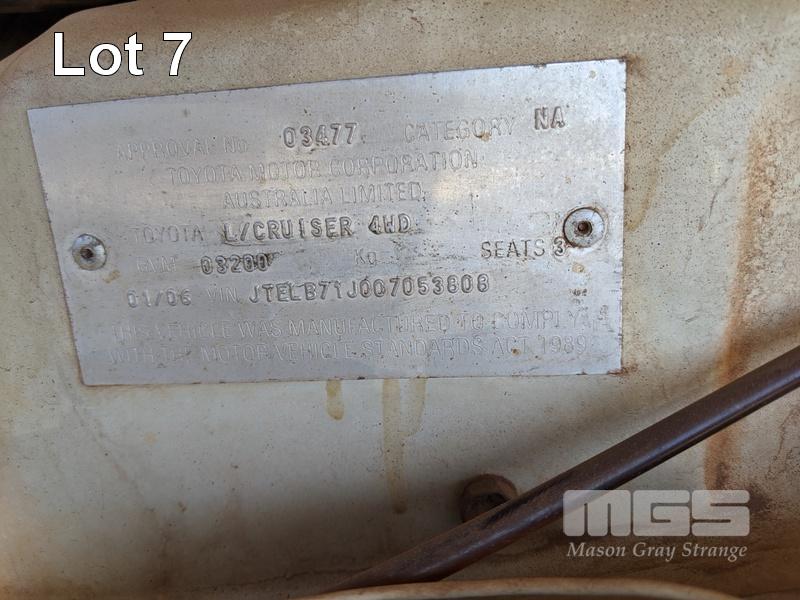 Lot 7
APPROVAL No 03477 CATEGORY NA
TOYOTA MOTOR CORPORATION
AUSTRALIA LIMITED
TOYOTA L/CRUISER 4WD
GVM 03200 Kg SEATS 3
01/06 VIN JTELB71J007053808
THIS VEHICLE WAS MANUFACTURED TO COMPLY
WITH THE MOTOR VEHICLE STANDARDS ACT 1989
MGS
Mason Gray Strange